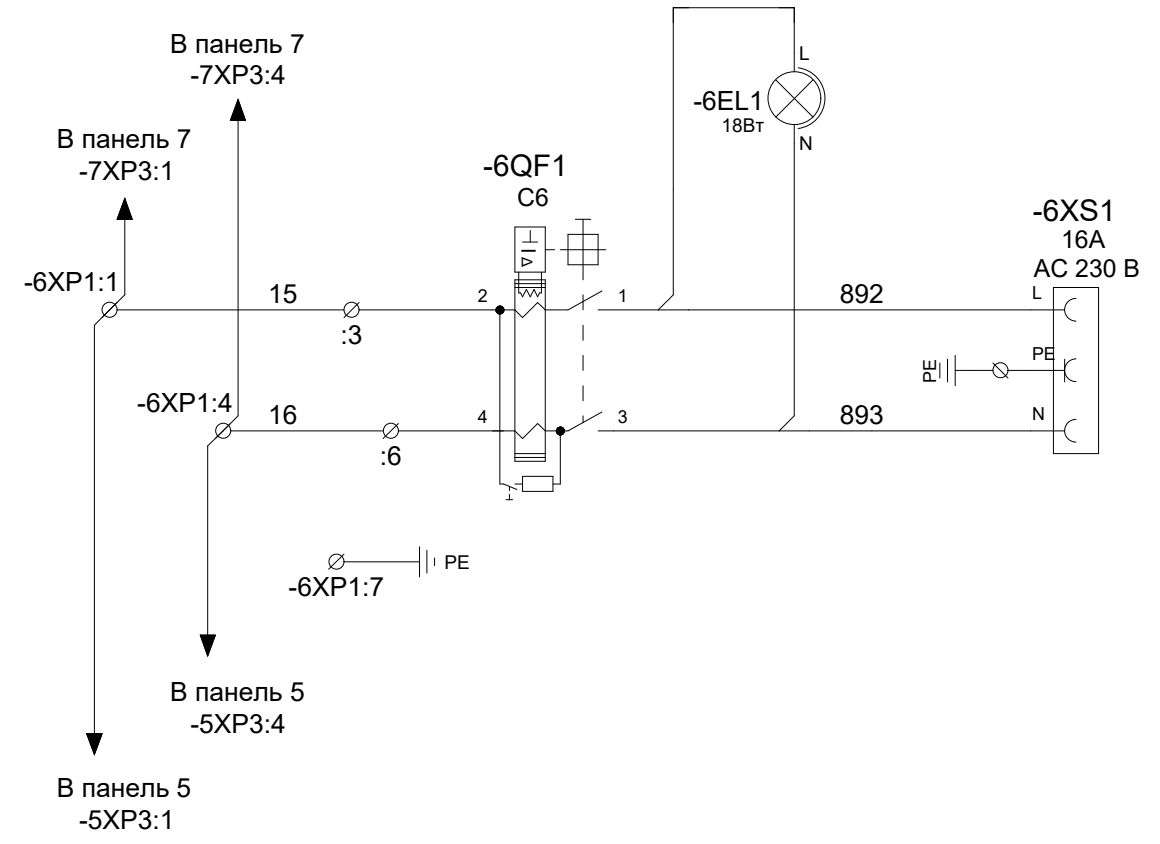 В панель 7
-7XP3:4
В панель 7
-7XP3:1
-6XP1:1
15
:3
-6XP1:4
16
:6
-6XP1:7
PE
В панель 5
-5XP3:4
В панель 5
-5XP3:1
-6QF1
C6
2
1
4
3
L
-6EL1
18Вт
N
892
893
-6XS1
16A
AC 230 В
L
PE
PE
N